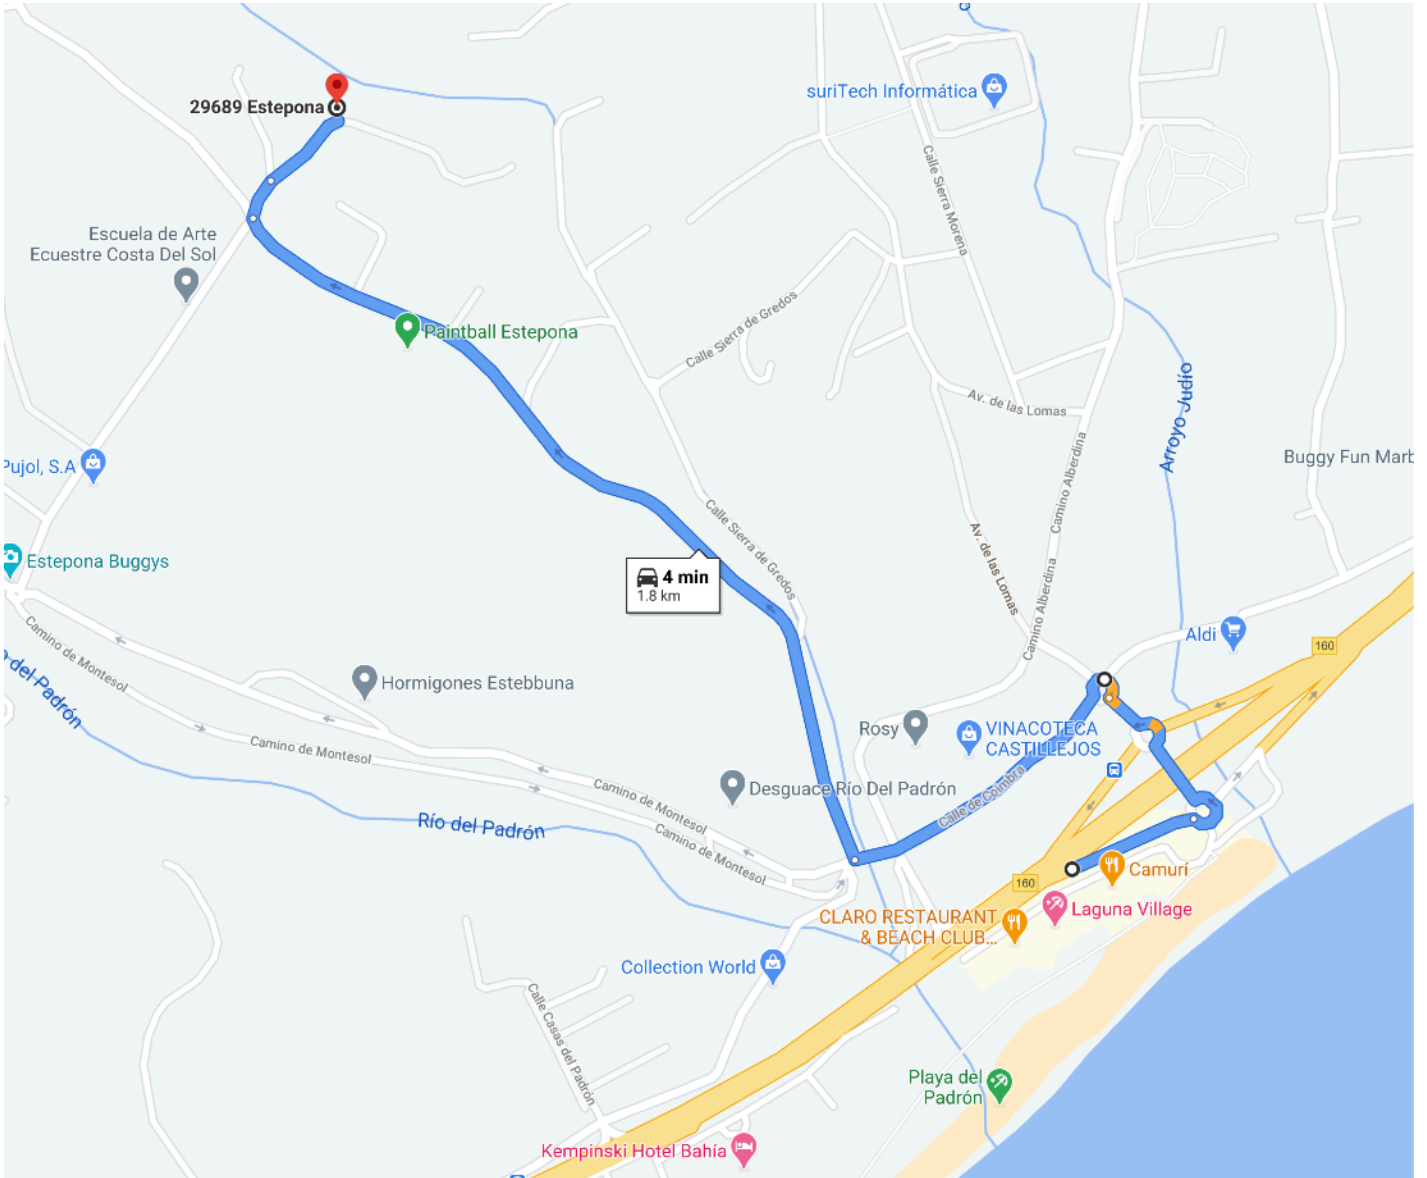 suriTech Informática
29689 Estepona
Calle Sierra Morena
Escuela de Arte
Ecuestre Costa Del Sol
Calle Sierra de Gredos
Paintball Estepona
Av. de las Lomas
Arroyo Judío
Pujol, S.A
Camino Alberdina
Buggy Fun Marb
Calle Sierra de Gredos
Av. de las Lomas
Estepona Buggys
4 min
1.8 km
Camino Alberdina
Camino de Montesol
Aldi
160
o del Padrón
Hormigones Estebbuna
Rosy
VINACOTECA
CASTILLEJOS
Camino de Montesol
Camino de Montesol
Desguace Río Del Padrón
Calle de Coimbra
Río del Padrón
Camino de Montesol
160
Camurí
CLARO RESTAURANT
& BEACH CLUB...
Laguna Village
Collection World
Calle Casas del Padrón
Playa del
Padrón
Kempinski Hotel Bahía